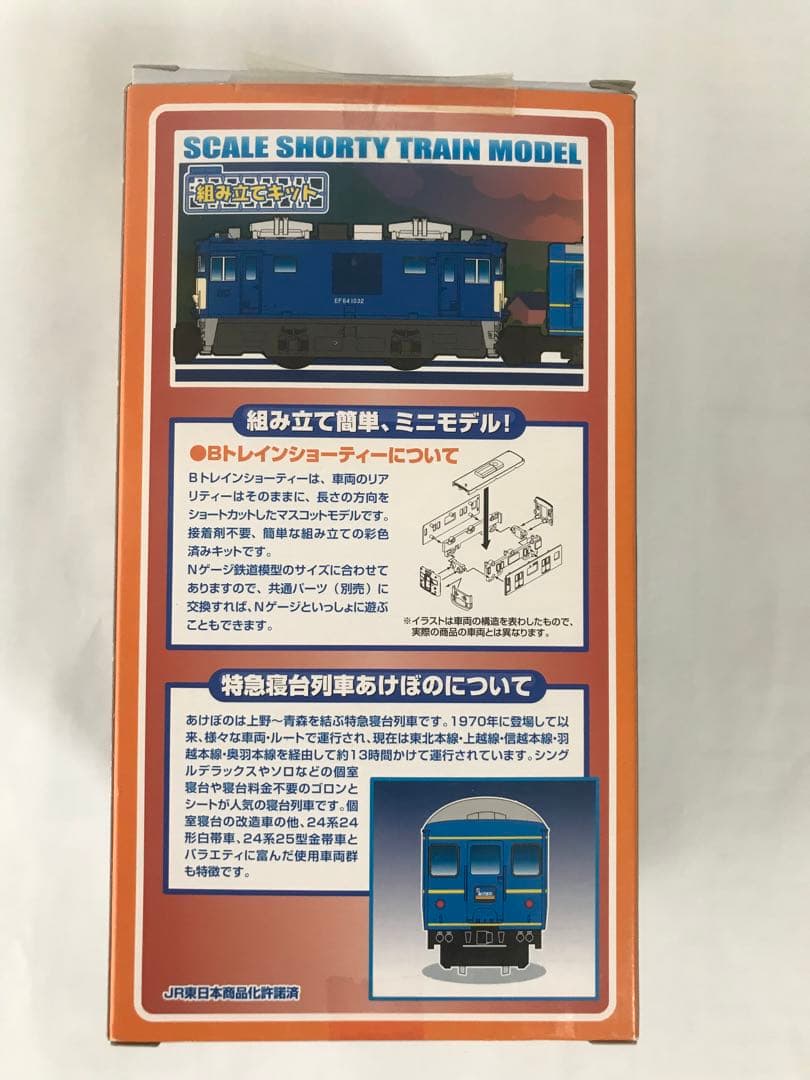 SCALE SHORTY TRAIN MODEL
組み立てキット
EF64 1032
組み立て簡単、ミニモデル!
●Bトレインショーティーについて
Bトレインショーティーは、車両のリア
リティーはそのままに、長さの方向を
ショートカットしたマスコットモデルです。
接着剤不要、簡単な組み立ての彩色
済みキットです。
Nゲージ鉄道模型のサイズに合わせて
ありますので、共通パーツ(別売)に
交換すれば、Nゲージといっしょに遊ぶ
こともできます。
※イラストは車両の構造を表わしたもので、
実際の商品の車両とは異なります。
特急寝台列車あけぼのについて
あけぼのは上野~青森を結ぶ特急寝台列車です。1970年に登場して以
来、様々な車両・ルートで運行され、現在は東北本線・上越線・信越本線・羽
越本線・奥羽本線を経由して約13時間かけて運行されています。シング
ルデラックスやソロなどの個室
寝台や寝台料金不要のゴロンと
シートが人気の寝台列車です。個
室寝台の改造車の他、24系24
形白帯車、24系25型金帯車と
バラエティに富んだ使用車両群
も特徴です。
JR東日本商品化許諾済